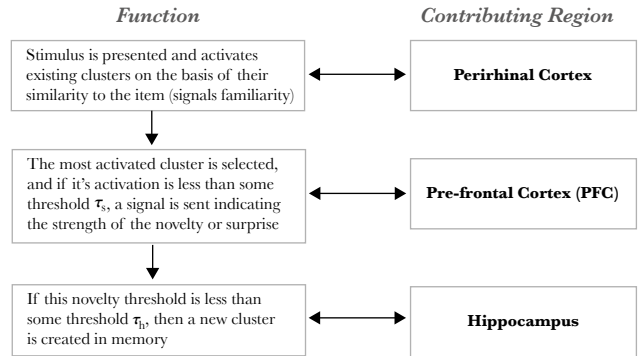 Function
Contributing Region
Stimulus is presented and activates
existing clusters on the basis of their
similarity to the item (signals familiarity)
Perirhinal Cortex
The most activated cluster is selected,
and if it's activation is less than some
threshold τs, a signal is sent indicating
the strength of the novelty or surprise
Pre-frontal Cortex (PFC)
If this novelty threshold is less than
some threshold τh, then a new cluster
is created in memory
Hippocampus